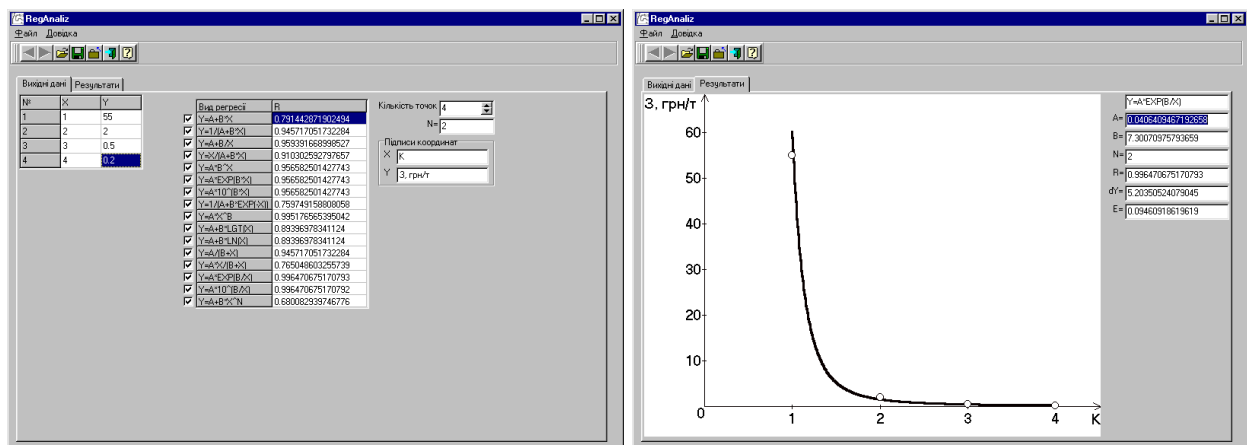 RegAnaliz
Файл Довідка
Вихідні дані Результати
№ X Y
1 1 55
2 2 2
3 3 0.5
4 4 0.2
Вид регресії R
Y=A+B*X 0.791442871902494
Y=1/(A+B*X) 0.945717051732284
Y=A+B/X 0.959391668998527
Y=X/(A+B*X) 0.910302592797657
Y=A*B^X 0.956582501427743
Y=A*EXP(B*X) 0.956582501427743
Y=A*10^(B*X) 0.956582501427743
Y=1/(A+B*EXP(-X)) 0.759749158808058
Y=A*X^B 0.995176565395042
Y=A+B*LGT(X) 0.89396978341124
Y=A+B*LN(X) 0.89396978341124
Y=A/(B+X) 0.945717051732284
Y=A*X/(B+X) 0.765048603255739
Y=A*EXP(B/X) 0.996470675170793
Y=A*10^(B/X) 0.996470675170792
Y=A+B*X^N 0.680082939746776
Кількість точок 4
N= 2
Підписи координат
X К
Y З, грн/т
RegAnaliz
Файл Довідка
Вихідні дані Результати
З, грн/т
60
50
40
30
20
10
0 1 2 3 4 К
Y=A*EXP(B/X)
A= 0.0406409467192658
B= 7.30070975793659
N= 2
R= 0.996470675170793
dY= 5.20350524079045
E= 0.09460918619619